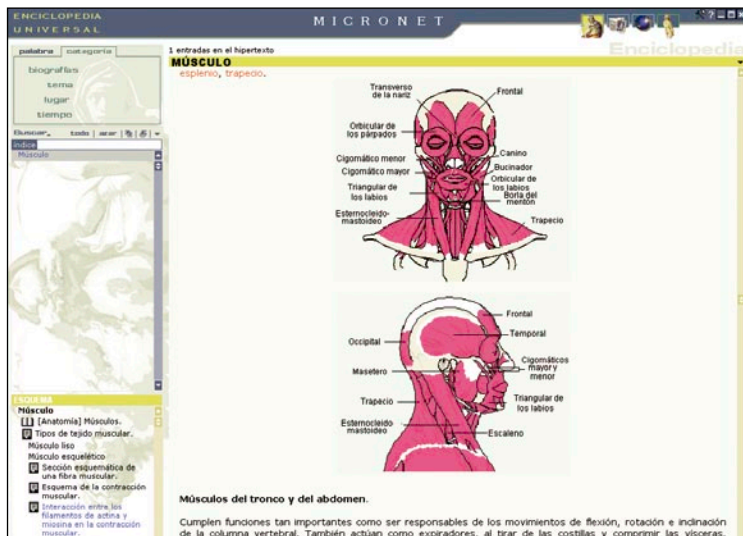 ENCICLOPEDIA
UNIVERSAL
MICRONET
Enciclopedia
palabra categoría
biografías
tema
lugar
tiempo
Buscar
todo | azar
índice
Músculo
1 entradas en el hipertexto
MÚSCULO
esplenio, trapecio.
Transverso
de la nariz
Frontal
Orbicular de
los párpados
Cigomático menor
Cigomático mayor
Triangular de
los labios
Esternocleido-
mastoideo
Canino
Bucinador
Orbicular de
los labios
Borla del
mentón
Trapecio
Frontal
Temporal
Occipital
Masetero
Cigomáticos
mayor y
menor
Trapecio
Triangular de
los labios
Esternocleido
mastoideo
Escaleno
ESQUEMA
Músculo
[Anatomía] Músculos.
Tipos de tejido muscular.
Músculo liso
Músculo esquelético
Sección esquemática de
una fibra muscular.
Esquema de la contracción
muscular.
Interacción entre los
filamentos de actina y
miosina en la contracción
muscular.
Músculos del tronco y del abdomen.
Cumplen funciones tan importantes como ser responsables de los movimientos de flexión, rotación e inclinación
de la columna vertebral. También actúan como expiradores, al tirar de las costillas y comprimir las vísceras.